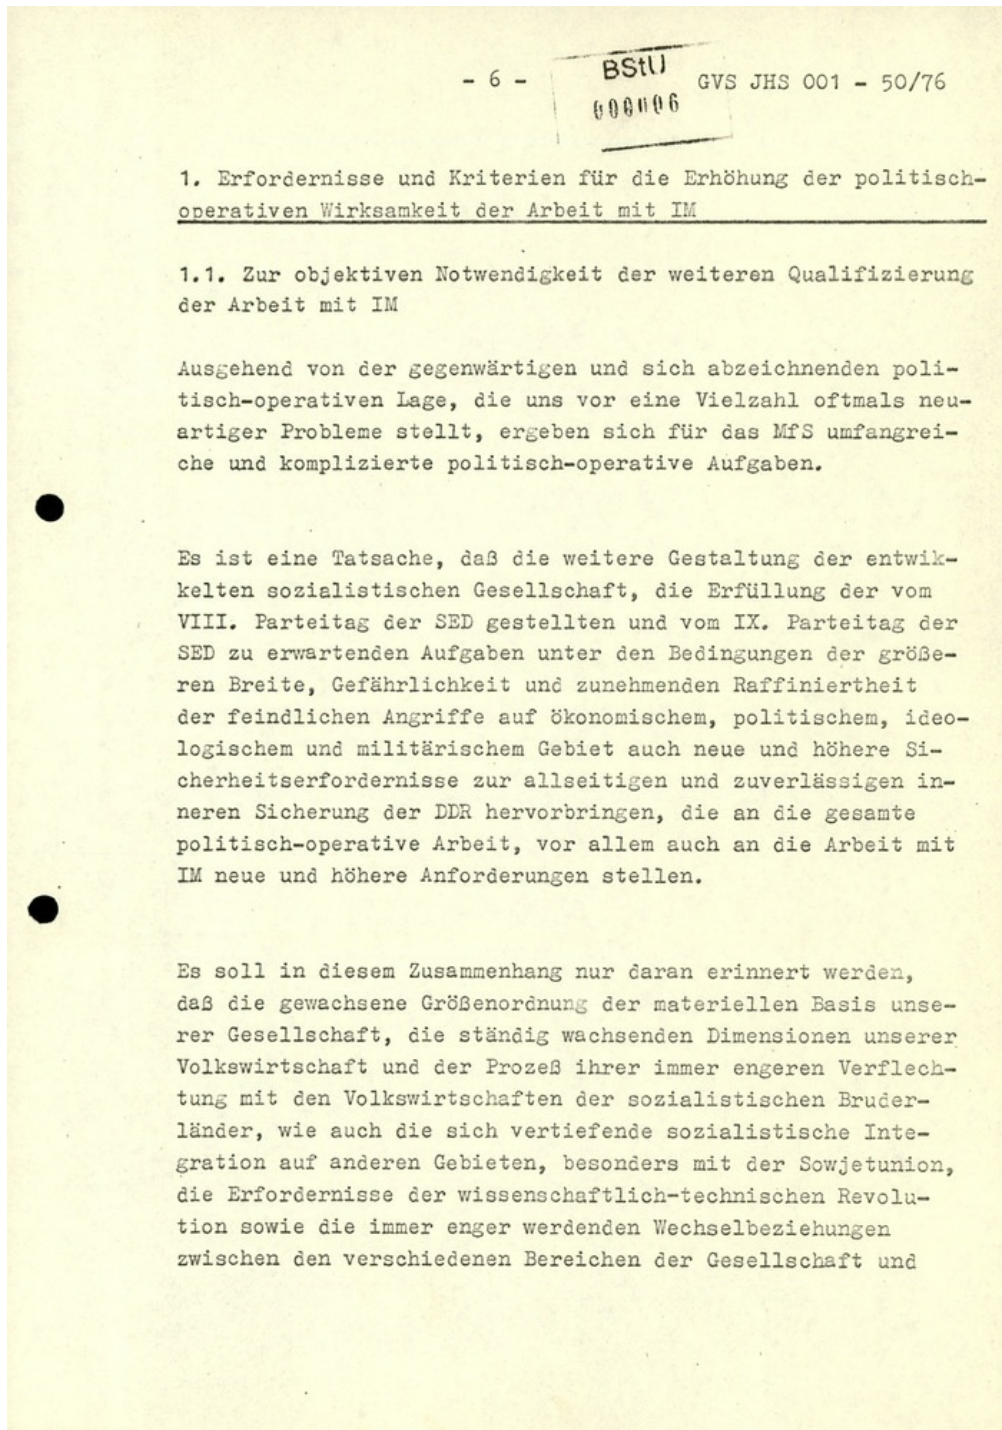 - 6 -
BStU
000006
GVS JHS 001 - 50/76
1. Erfordernisse und Kriterien für die Erhöhung der politisch-
operativen Wirksamkeit der Arbeit mit IM
1.1. Zur objektiven Notwendigkeit der weiteren Qualifizierung
der Arbeit mit IM
Ausgehend von der gegenwärtigen und sich abzeichnenden poli-
tisch-operativen Lage, die uns vor eine Vielzahl oftmals neu-
artiger Probleme stellt, ergeben sich für das MfS umfangrei-
che und komplizierte politisch-operative Aufgaben.
Es ist eine Tatsache, daß die weitere Gestaltung der entwik-
kelten sozialistischen Gesellschaft, die Erfüllung der vom
VIII. Parteitag der SED gestellten und vom IX. Parteitag der
SED zu erwartenden Aufgaben unter den Bedingungen der größe-
ren Breite, Gefährlichkeit und zunehmenden Raffiniertheit
der feindlichen Angriffe auf ökonomischem, politischem, ideo-
logischem und militärischem Gebiet auch neue und höhere Si-
cherheitserfordernisse zur allseitigen und zuverlässigen in-
neren Sicherung der DDR hervorbringen, die an die gesamte
politisch-operative Arbeit, vor allem auch an die Arbeit mit
IM neue und höhere Anforderungen stellen.
Es soll in diesem Zusammenhang nur daran erinnert werden,
daß die gewachsene Größenordnung der materiellen Basis unse-
rer Gesellschaft, die ständig wachsenden Dimensionen unserer
Volkswirtschaft und der Prozeß ihrer immer engeren Verflech-
tung mit den Volkswirtschaften der sozialistischen Bruder-
länder, wie auch die sich vertiefende sozialistische Inte-
gration auf anderen Gebieten, besonders mit der Sowjetunion,
die Erfordernisse der wissenschaftlich-technischen Revolu-
tion sowie die immer enger werdenden Wechselbeziehungen
zwischen den verschiedenen Bereichen der Gesellschaft und